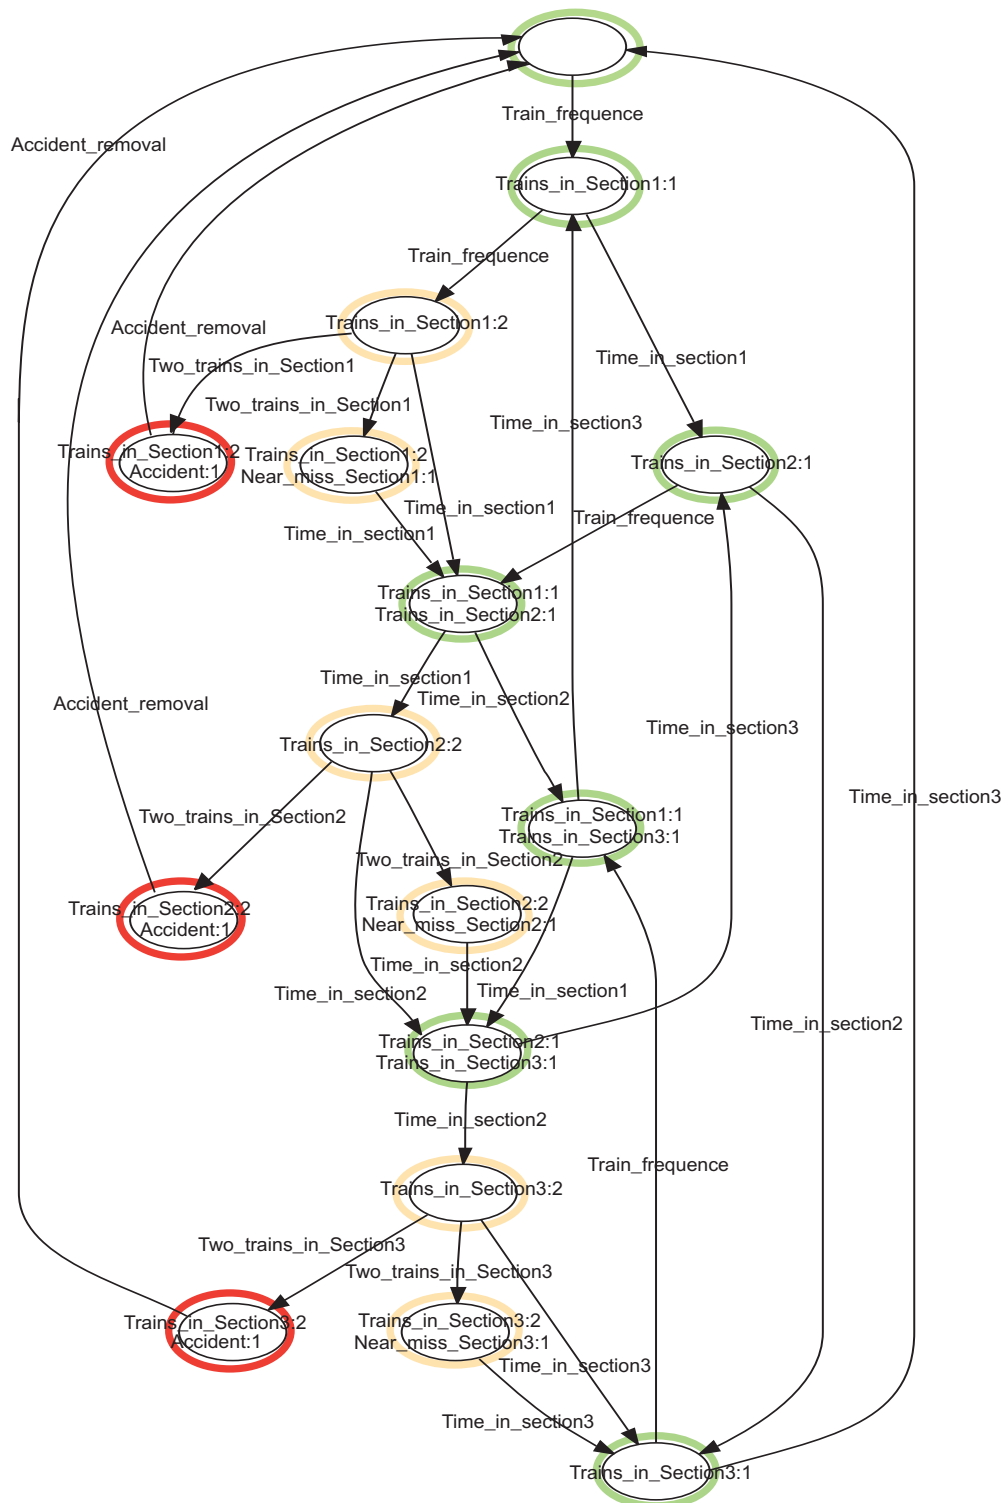 Train_frequence
Accident_removal
Trains_in_Section1:1
Train_frequence
Trains_in_Section1:2
Accident_removal
Time_in_section1
Two_trains_in_Section1
Two_trains_in_Section1
Time_in_section3
Trains_in_Section1:2
Accident:1
Trains_in_Section1:2
Near_miss_Section1:1
Trains_in_Section2:1
Time_in_section1
Train_frequence
Time_in_section1
Trains_in_Section1:1
Trains_in_Section2:1
Time_in_section1
Time_in_section2
Accident_removal
Time_in_section3
Trains_in_Section2:2
Time_in_section3
Two_trains_in_Section2
Trains_in_Section1:1
Trains_in_Section3:1
Two_trains_in_Section2
Trains_in_Section2:2
Accident:1
Trains_in_Section2:2
Near_miss_Section2:1
Time_in_section2
Time_in_section2
Time_in_section1
Time_in_section2
Trains_in_Section2:1
Trains_in_Section3:1
Time_in_section2
Train_frequence
Trains_in_Section3:2
Two_trains_in_Section3
Two_trains_in_Section3
Trains_in_Section3:2
Accident:1
Trains_in_Section3:2
Near_miss_Section3:1
Time_in_section3
Time_in_section3
Trains_in_Section3:1